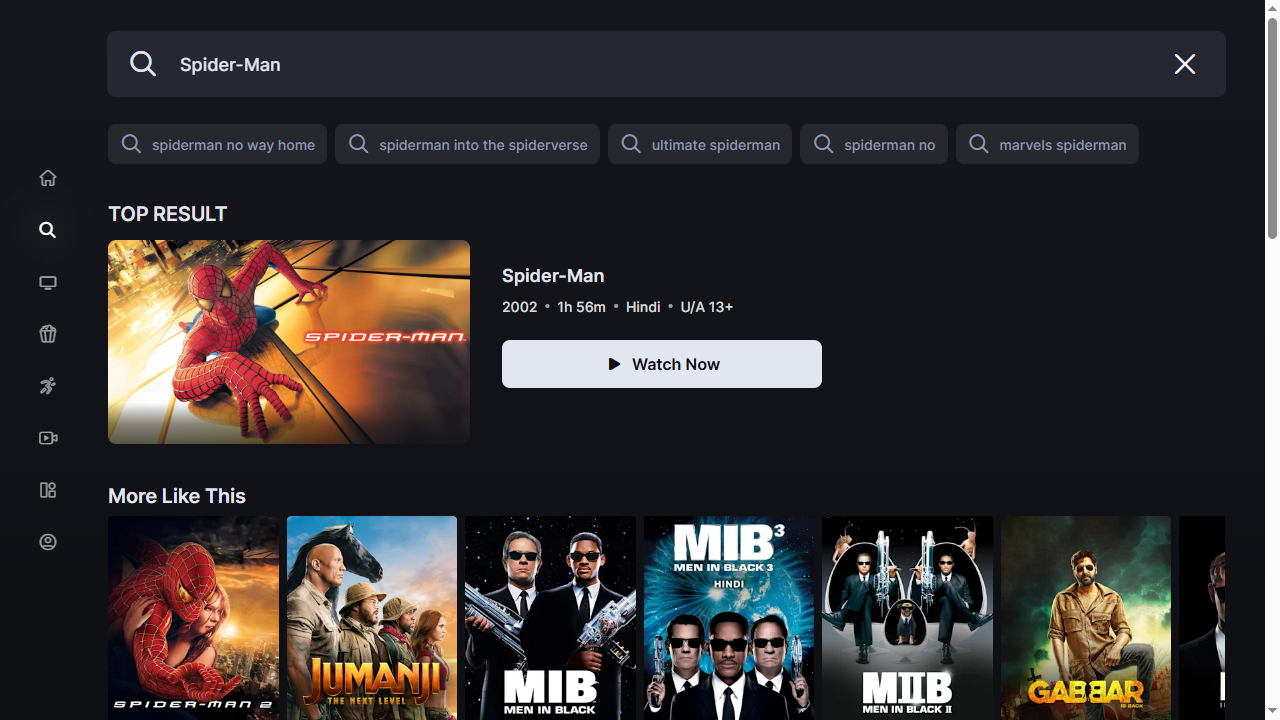 Spider-Man
spiderman no way home
spiderman into the spiderverse
ultimate spiderman
spiderman no
marvels spiderman
TOP RESULT
SPIDER-MAN
Spider-Man
2002 • 1h 56m • Hindi • U/A 13+
Watch Now
More Like This
SPIDER-MAN 2
JUMANJI
THE NEXT LEVEL
MIB
MEN IN BLACK
MIB³
MEN IN BLACK 3
HINDI
MIIB
MEN IN BLACK II
GABBAR
IS BACK